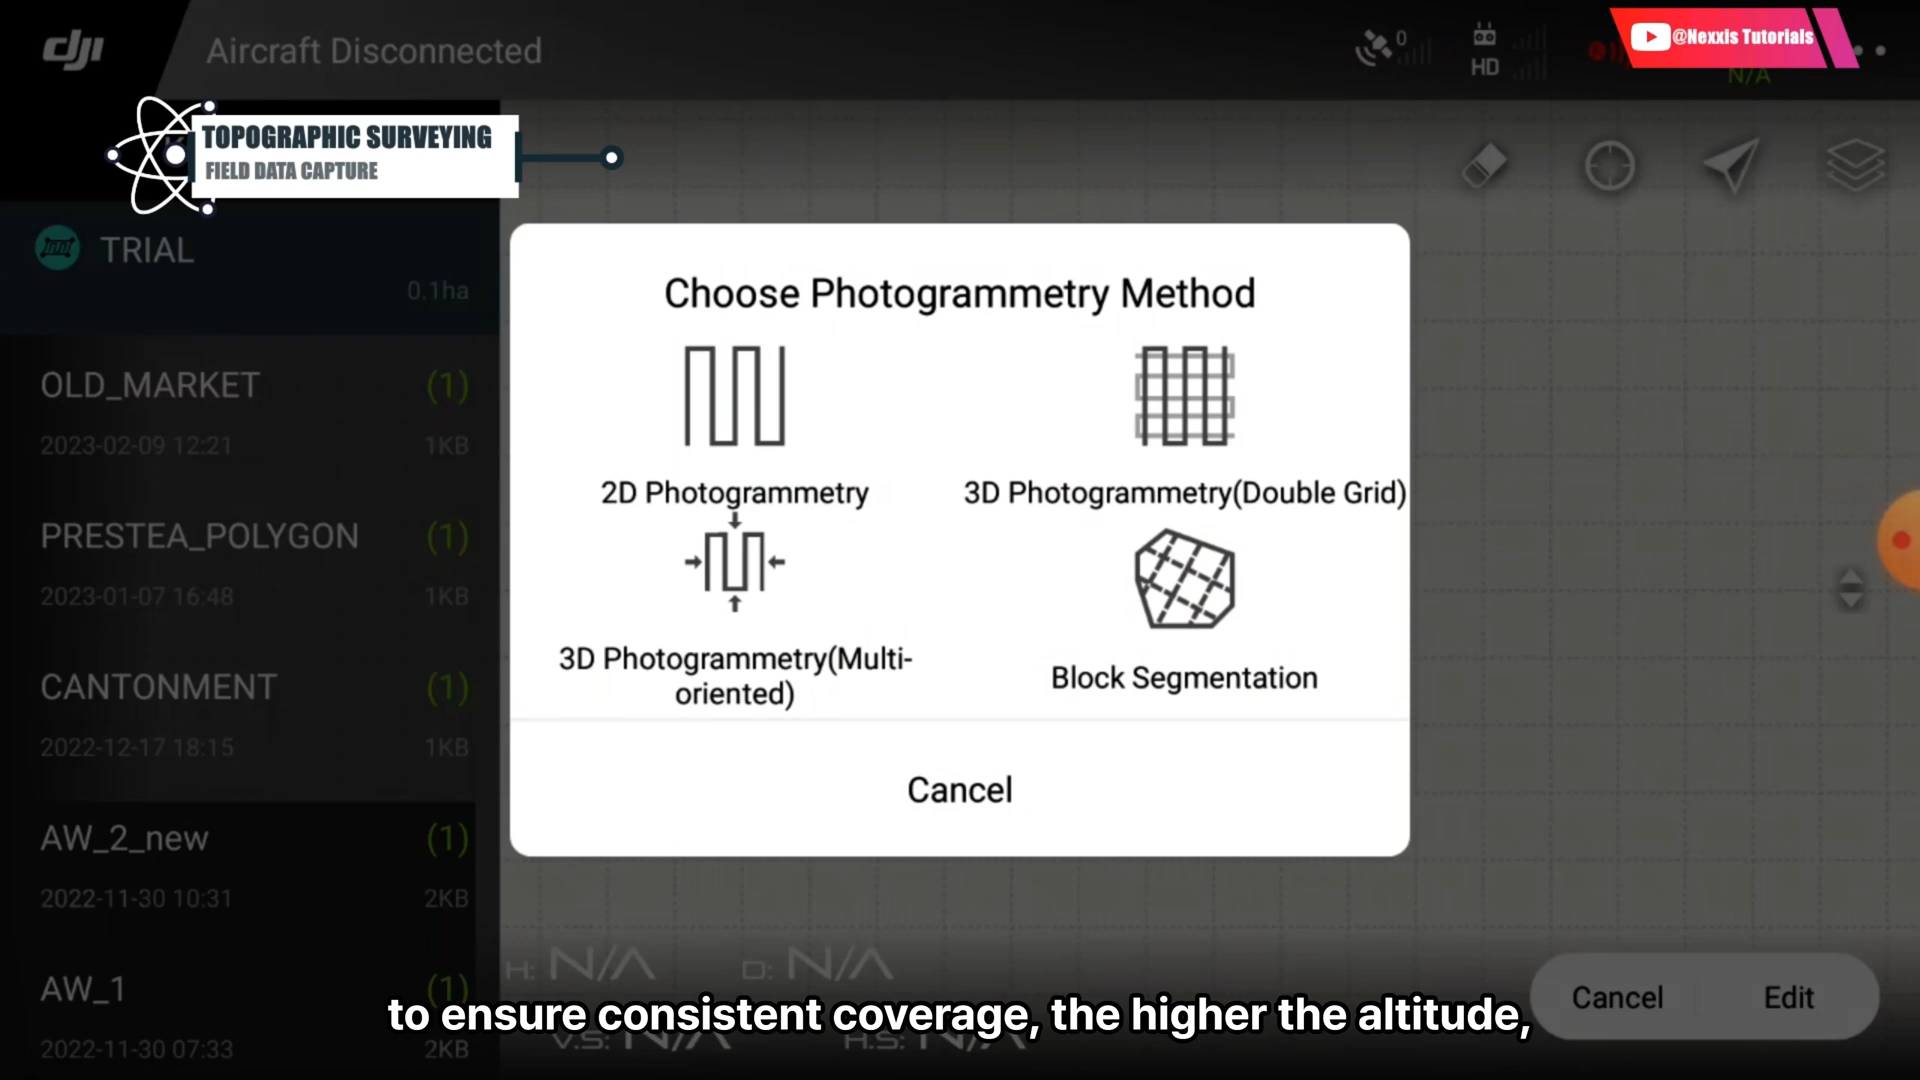 dji
Aircraft Disconnected
0
HD
@Nexxis Tutorials
N/A
TOPOGRAPHIC SURVEYING
FIELD DATA CAPTURE
TRIAL
0.1ha
OLD_MARKET (1)
2023-02-09 12:21 1KB
PRESTEA_POLYGON (1)
2023-01-07 16:48 1KB
CANTONMENT (1)
2022-12-17 18:15 1KB
AW_2_new (1)
2022-11-30 10:31 2KB
AW_1 (1)
2022-11-30 07:33 2KB
Choose Photogrammetry Method
2D Photogrammetry
3D Photogrammetry(Double Grid)
3D Photogrammetry(Multi-
oriented)
Block Segmentation
Cancel
H: N/A D: N/A
V.S: N/A H.S: N/A
Cancel Edit
to ensure consistent coverage, the higher the altitude,